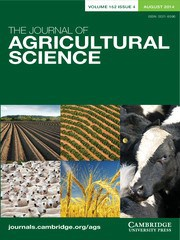 VOLUME 152 ISSUE 4
AUGUST 2014
THE JOURNAL OF
AGRICULTURAL
SCIENCE
journals.cambridge.org/ags
CAMBRIDGE
UNIVERSITY PRESS